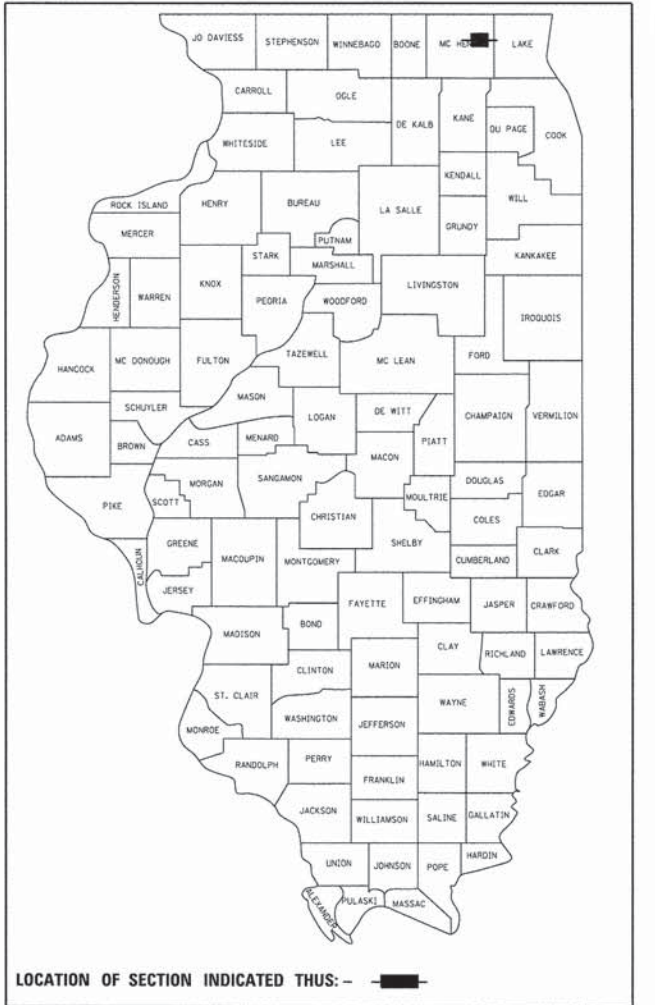 JO DAVIESS
STEPHENSON
WINNEBAGO
BOONE
MC HEN
LAKE
CARROLL
OGLE
DE KALB
KANE
DU PAGE
COOK
WHITESIDE
LEE
KENDALL
WILL
ROCK ISLAND
HENRY
BUREAU
LA SALLE
GRUNDY
MERCER
PUTNAM
STARK
MARSHALL
KANKAKEE
HENDERSON
WARREN
KNOX
PEORIA
WOODFORD
LIVINGSTON
IROQUOIS
HANCOCK
MC DONOUGH
FULTON
TAZEWELL
MC LEAN
FORD
MASON
SCHUYLER
LOGAN
DE WITT
CHAMPAIGN
VERMILION
ADAMS
BROWN
CASS
MENARD
MACON
PIATT
PIKE
SCOTT
MORGAN
SANGAMON
CHRISTIAN
MOULTRIE
DOUGLAS
EDGAR
COLES
GREENE
MACOUPIN
MONTGOMERY
SHELBY
CUMBERLAND
CLARK
CALHOUN
JERSEY
FAYETTE
EFFINGHAM
JASPER
CRAWFORD
MADISON
BOND
CLAY
RICHLAND
LAWRENCE
CLINTON
MARION
ST. CLAIR
WAYNE
EDWARDS
WABASH
MONROE
WASHINGTON
JEFFERSON
RANDOLPH
PERRY
HAMILTON
WHITE
FRANKLIN
JACKSON
WILLIAMSON
SALINE
GALLATIN
UNION
JOHNSON
POPE
HARDIN
ALEXANDER
PULASKI
MASSAC
LOCATION OF SECTION INDICATED THUS: -